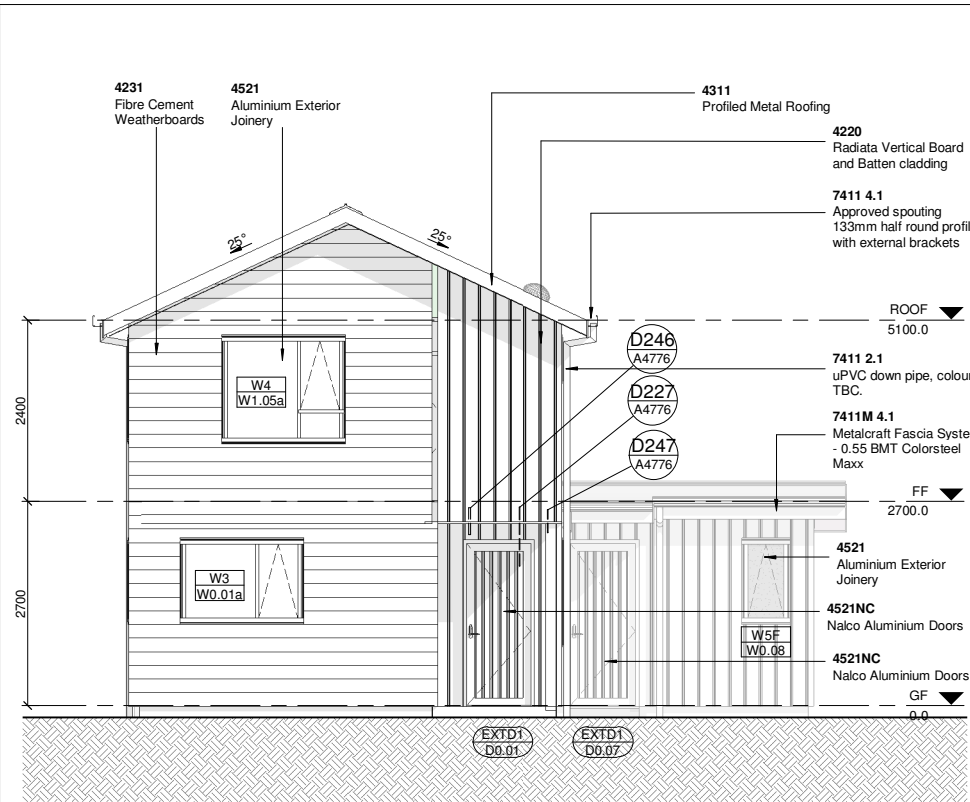 4231
Fibre Cement
Weatherboards
4521
Aluminium Exterior
Joinery
4311
Profiled Metal Roofing
4220
Radiata Vertical Board
and Batten cladding
7411 4.1
Approved spouting
133mm half round profil
with external brackets
25°
25°
ROOF
5100.0
D246
A4776
7411 2.1
uPVC down pipe, colour
TBC.
W4
W1.05a
D227
A4776
2400
7411M 4.1
Metalcraft Fascia Syste
- 0.55 BMT Colorsteel
Maxx
D247
A4776
FF
2700.0
4521
Aluminium Exterior
Joinery
W3
W0.01a
2700
4521NC
Nalco Aluminium Doors
W5F
W0.08
4521NC
Nalco Aluminium Doors
GF
0.0
EXTD1
D0.01
EXTD1
D0.07